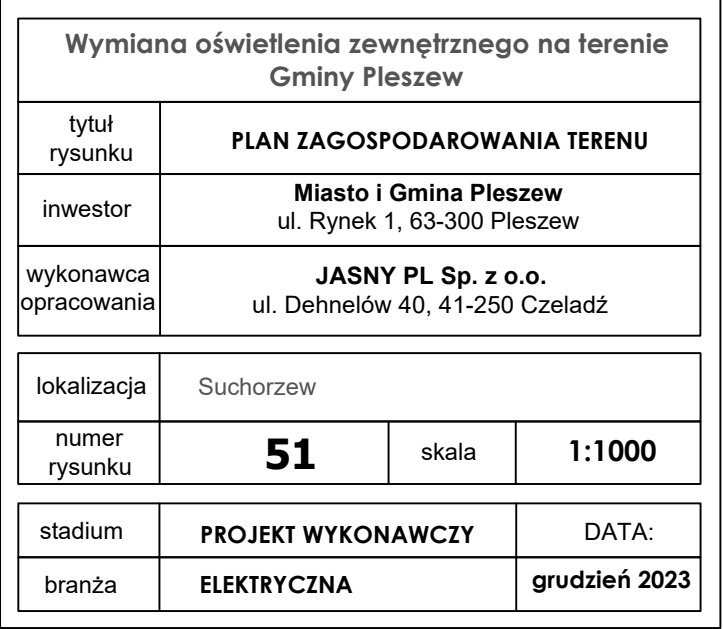 Wymiana oświetlenia zewnętrznego na terenie
Gminy Pleszew
tytuł
rysunku
PLAN ZAGOSPODAROWANIA TERENU
inwestor
Miasto i Gmina Pleszew
ul. Rynek 1, 63-300 Pleszew
wykonawca
opracowania
JASNY PL Sp. z o.o.
ul. Dehnelów 40, 41-250 Czeladź
lokalizacja
Suchorzew
numer
rysunku
51
skala
1:1000
stadium
PROJEKT WYKONAWCZY
DATA:
branża
ELEKTRYCZNA
grudzień 2023